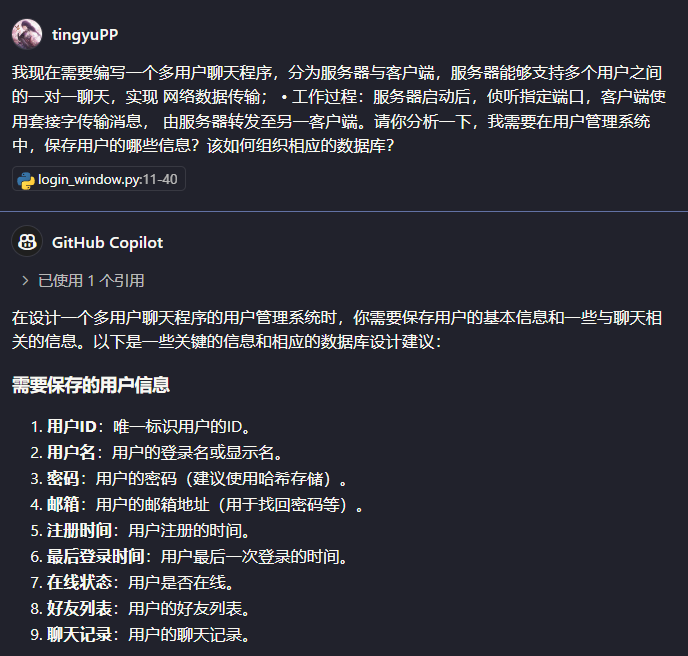 tingyuPP
我现在需要编写一个多用户聊天程序，分为服务器与客户端，服务器能够支持多个用户之间
的一对一聊天，实现 网络数据传输； • 工作过程：服务器启动后，侦听指定端口，客户端使
用套接字传输消息， 由服务器转发至另一客户端。请你分析一下，我需要在用户管理系统
中，保存用户的哪些信息？该如何组织相应的数据库？
login_window.py:11-40
GitHub Copilot
已使用 1 个引用
在设计一个多用户聊天程序的用户管理系统时，你需要保存用户的基本信息和一些与聊天相
关的信息。以下是一些关键的信息和相应的数据库设计建议：
需要保存的用户信息
1. 用户ID：唯一标识用户的ID。
2. 用户名：用户的登录名或显示名。
3. 密码：用户的密码（建议使用哈希存储）。
4. 邮箱：用户的邮箱地址（用于找回密码等）。
5. 注册时间：用户注册的时间。
6. 最后登录时间：用户最后一次登录的时间。
7. 在线状态：用户是否在线。
8. 好友列表：用户的好友列表。
9. 聊天记录：用户的聊天记录。